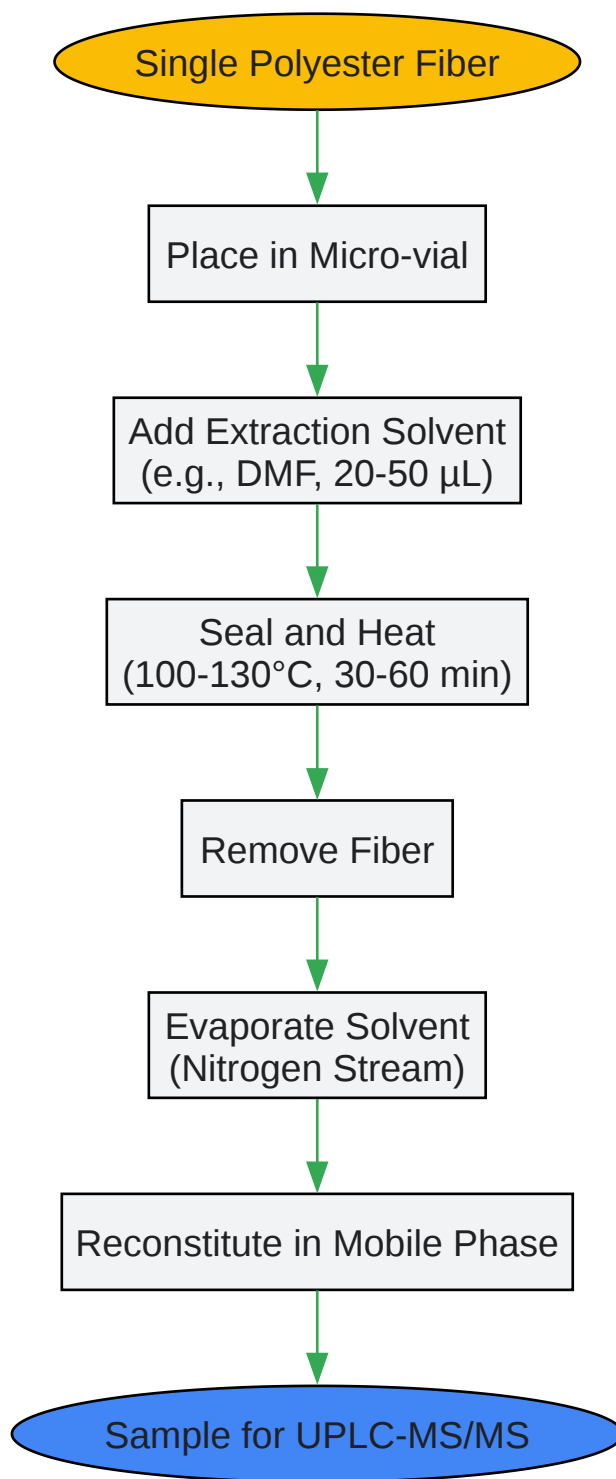 Single Polyester Fiber
Place in Micro-vial
Add Extraction Solvent
(e.g., DMF, 20-50 µL)
Seal and Heat
(100-130°C, 30-60 min)
Remove Fiber
Evaporate Solvent
(Nitrogen Stream)
Reconstitute in Mobile Phase
Sample for UPLC-MS/MS